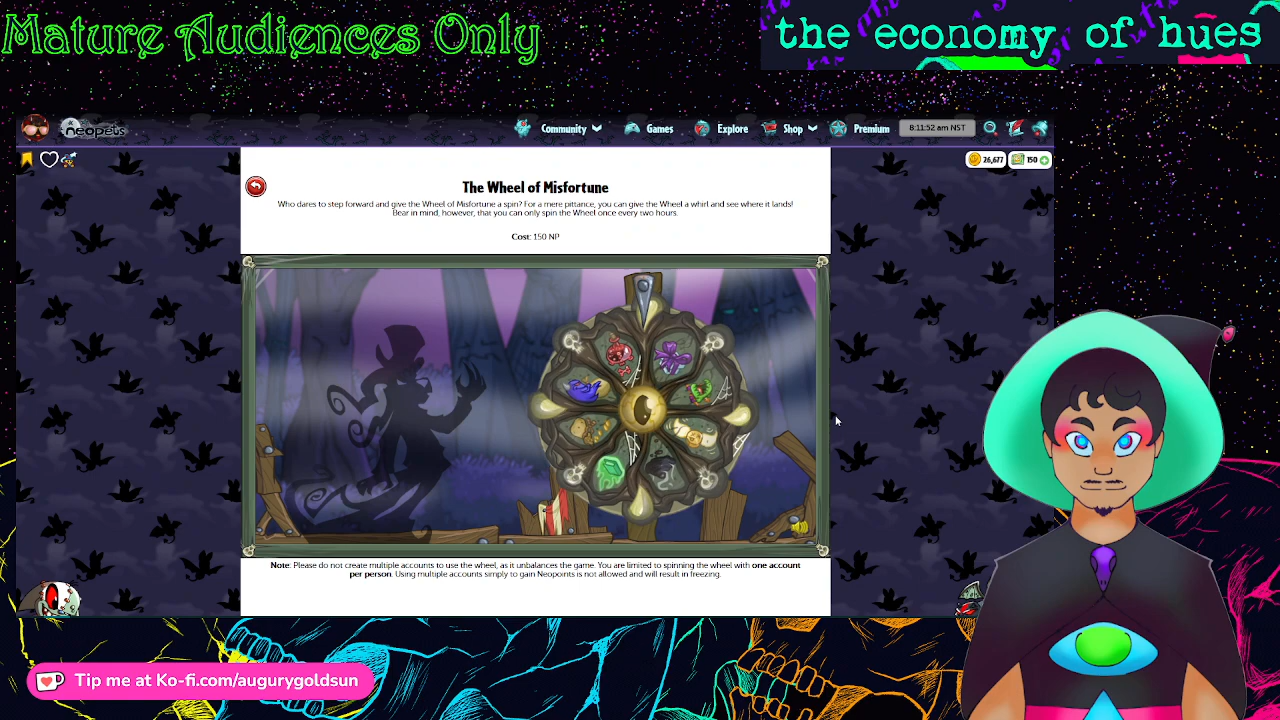 Mature Audiences Only
the economy of hues
neopets
Community
Games
Explore
Shop
Premium
8:11:52 am NST
26,677
150
The Wheel of Misfortune
Who dares to step forward and give the Wheel of Misfortune a spin? For a mere pittance, you can give the Wheel a whirl and see where it lands!
Bear in mind, however, that you can only spin the Wheel once every two hours.
Cost: 150 NP
Note: Please do not create multiple accounts to use the wheel, as it unbalances the game. You are limited to spinning the wheel with one account
per person. Using multiple accounts simply to gain Neopoints is not allowed and will result in freezing.
Tip me at Ko-fi.com/augurygoldsun